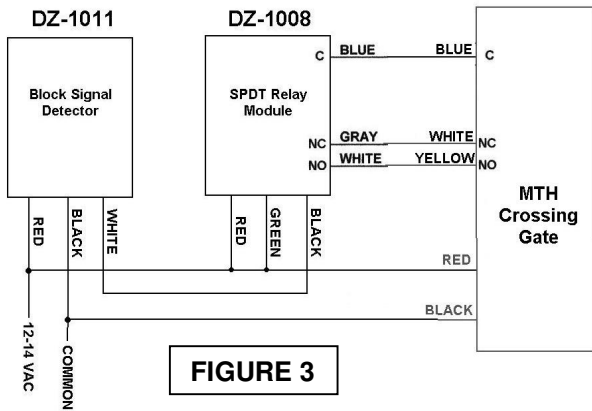 DZ-1011
DZ-1008
Block Signal
Detector
SPDT Relay
Module
C
BLUE
BLUE
C
NC
GRAY
WHITE
NC
NO
WHITE
YELLOW
NO
MTH
Crossing
Gate
RED
BLACK
WHITE
RED
GREEN
BLACK
RED
BLACK
12-14 VAC
COMMON
FIGURE 3